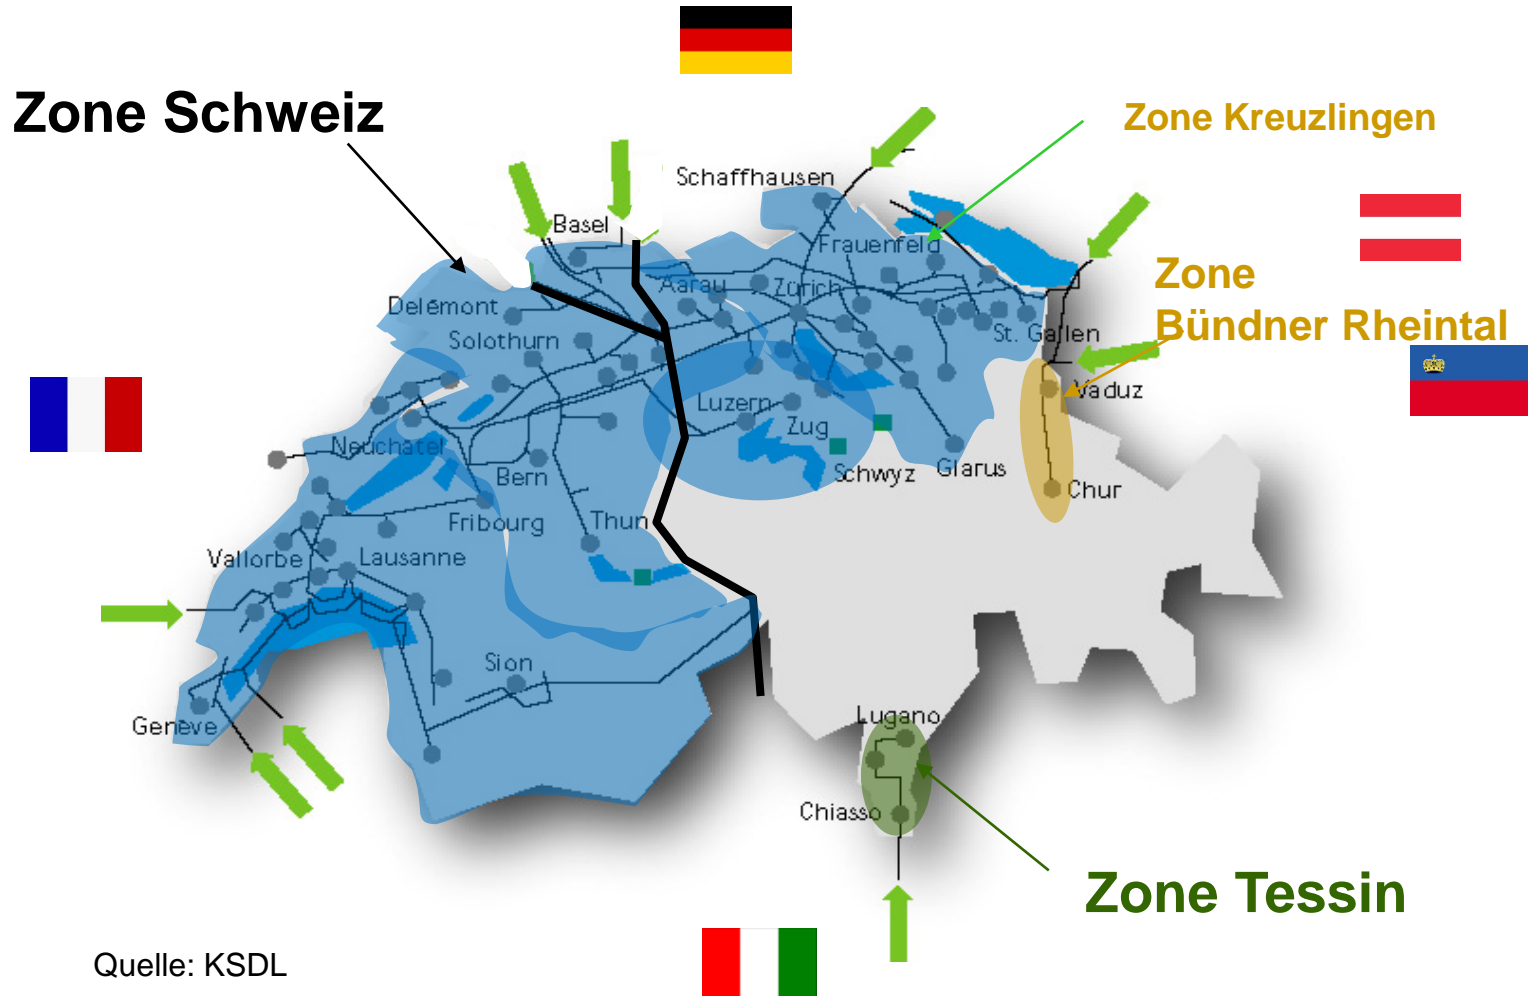 Zone Schweiz
Zone Kreuzlingen
Schaffhausen
Basel
Frauenfeld
Zone
Bündner Rheintal
Delémont
Aarau
Zürich
Solothurn
St. Gallen
Vaduz
Luzern
Zug
Neuchatel
Bern
Schwyz
Glarus
Chur
Fribourg
Thun
Vallorbe
Lausanne
Sion
Genève
Lugano
Chiasso
Zone Tessin
Quelle: KSDL